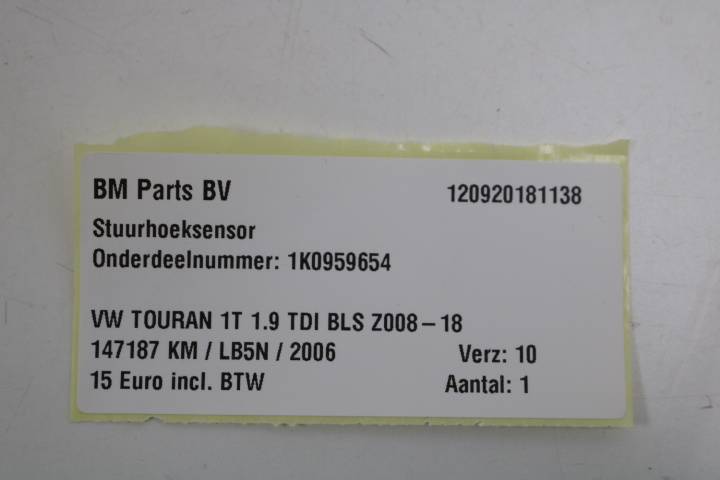 BM Parts BV 120920181138
Stuurhoeksensor
Onderdeelnummer: 1K0959654
VW TOURAN 1T 1.9 TDI BLS Z008-18
147187 KM / LB5N / 2006 Verz: 10
15 Euro incl. BTW Aantal: 1